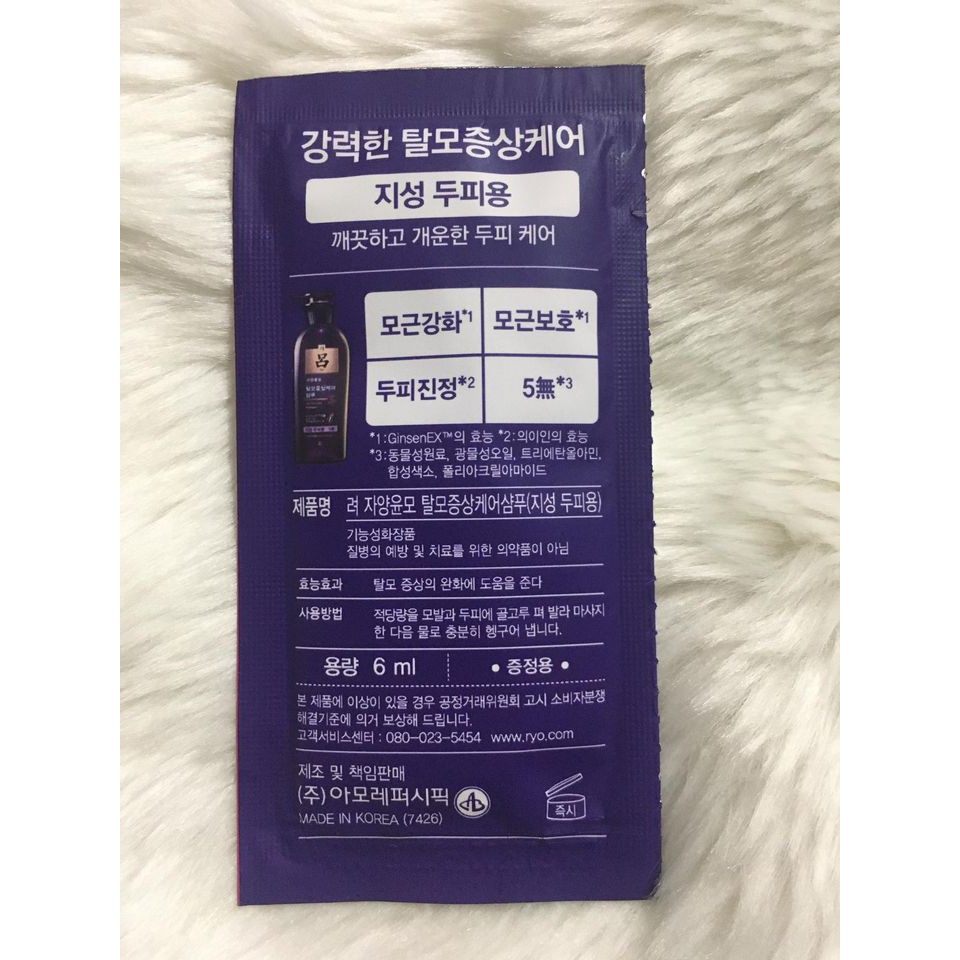 강력한 탈모증상케어
지성 두피용
깨끗하고 개운한 두피 케어
呂
모근강화*1
모근보호*1
두피진정*2
5無*3
*1:GinsenEX™의 효능 *2:의이인의 효능
*3:동물성원료, 광물성오일, 트리에탄올아민,
합성색소, 폴리아크릴아마이드
제품명 려 자양윤모 탈모증상케어샴푸(지성 두피용)
기능성화장품
질병의 예방 및 치료를 위한 의약품이 아님
효능효과 탈모 증상의 완화에 도움을 준다
사용방법 적당량을 모발과 두피에 골고루 펴 발라 마사지
한 다음 물로 충분히 헹구어 냅니다.
용량 6 ml • 증정용 •
본 제품에 이상이 있을 경우 공정거래위원회 고시 소비자분쟁
해결기준에 의거 보상해 드립니다.
고객서비스센터 : 080-023-5454 www.ryo.com
제조 및 책임판매
(주)아모레퍼시픽
MADE IN KOREA (7426)
즉시